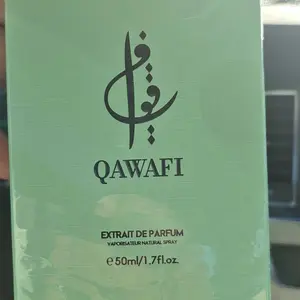 قوافي
QAWAFI
EXTRAIT DE PARFUM
VAPORISATEUR NATURAL SPRAY
℮50ml/1.7fl.oz.